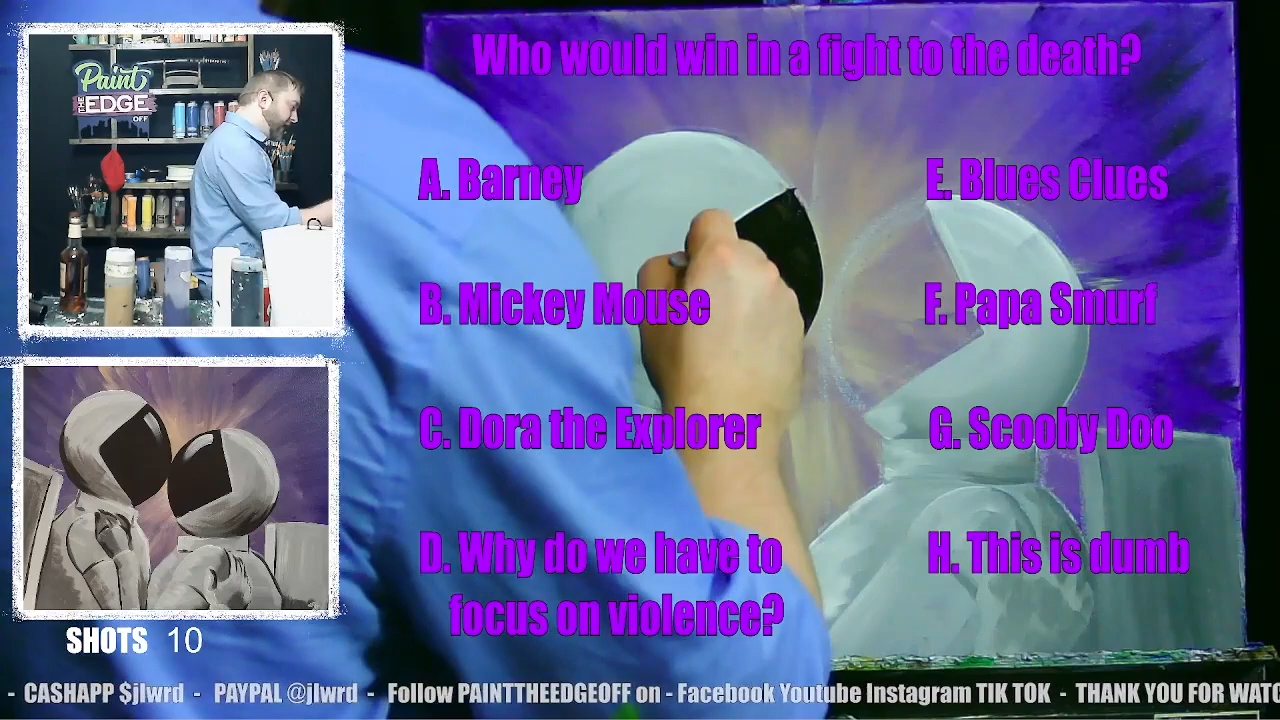 Who would win in a fight to the death?
Paint
THE EDGE
OFF
A. Barney
E. Blues Clues
B. Mickey Mouse
F. Papa Smurf
C. Dora the Explorer
G. Scooby Doo
D. Why do we have to
focus on violence?
H. This is dumb
SHOTS 10
- CASHAPP $jlwrd - PAYPAL @jlwrd - Follow PAINTTHEEDGEOFF on - Facebook Youtube Instagram TIK TOK - THANK YOU FOR